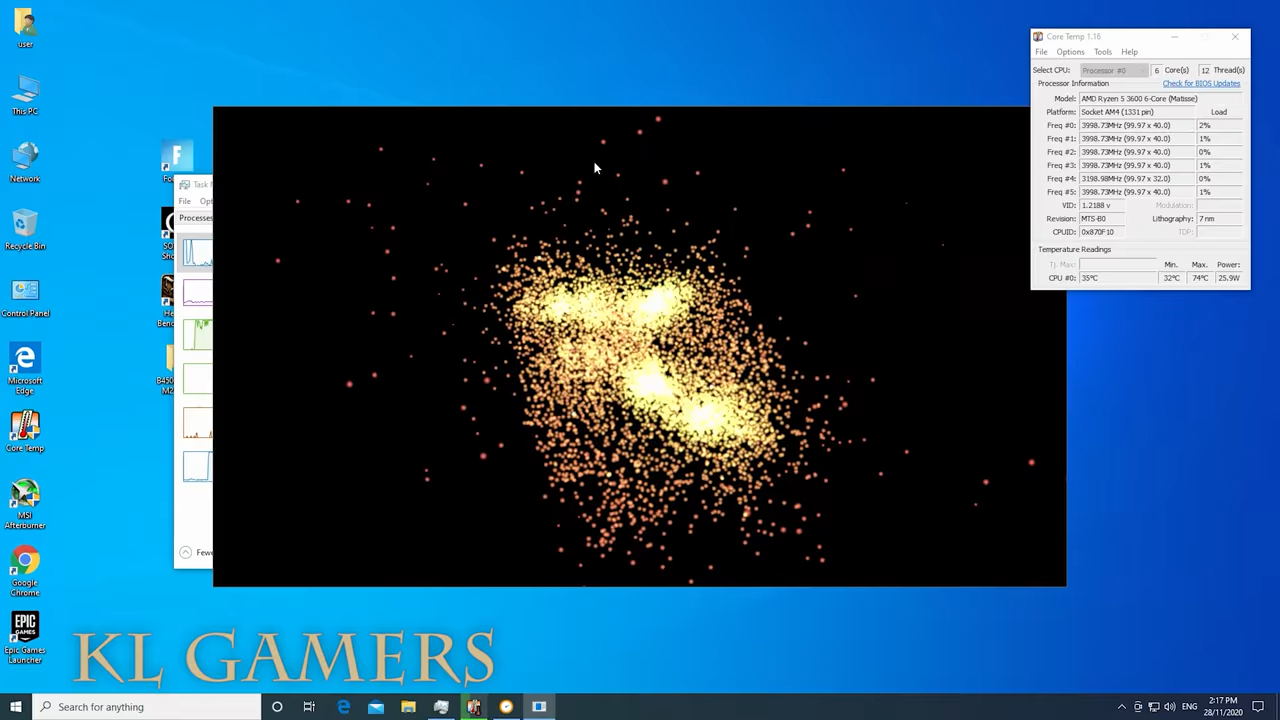 user
This PC
Network
Recycle Bin
Control Panel
Microsoft
Edge
Core Temp
MSI
Afterburner
Google
Chrome
Epic Games
Launcher
EPIC
GAMES
F
Task
File
Processes
Fewe
Core Temp 1.16
File Options Tools Help
Select CPU: Processor #0 6 Core(s) 12 Thread(s)
Processor Information Check for BIOS Updates
Model: AMD Ryzen 5 3600 6-Core (Matisse)
Platform: Socket AM4 (1331 pin) Load
Freq #0: 3998.73MHz (99.97 x 40.0) 2%
Freq #1: 3998.73MHz (99.97 x 40.0) 1%
Freq #2: 3998.73MHz (99.97 x 40.0) 0%
Freq #3: 3998.73MHz (99.97 x 40.0) 1%
Freq #4: 3198.98MHz (99.97 x 32.0) 0%
Freq #5: 3998.73MHz (99.97 x 40.0) 1%
VID: 1.2188 v Modulation:
Revision: MTS-B0 Lithography: 7 nm
CPUID: 0x870F10 TDP:
Temperature Readings
Tj. Max: Min. Max. Power:
CPU #0: 35°C 32°C 74°C 25.9W
KL GAMERS
Search for anything
ENG
2:17 PM
28/11/2020